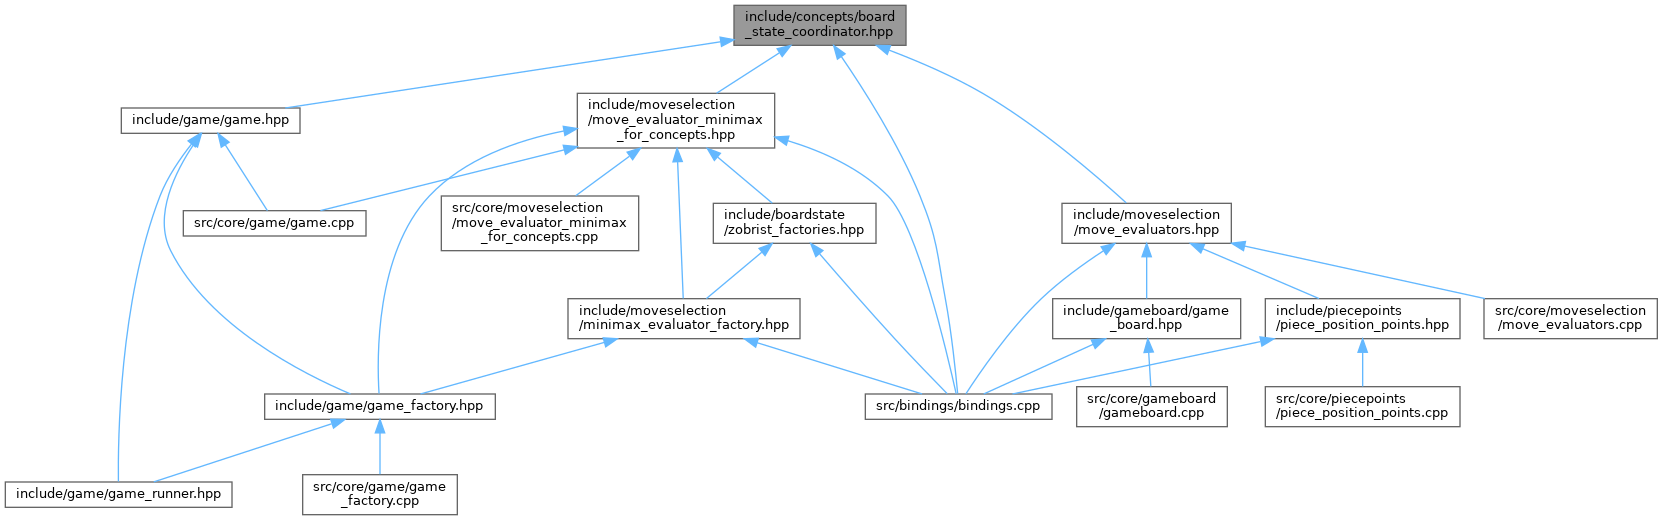 include/concepts/board
_state_coordinator.hpp
include/game/game.hpp
include/moveselection
/move_evaluator_minimax
_for_concepts.hpp
src/core/game/game.cpp
src/core/moveselection
/move_evaluator_minimax
_for_concepts.cpp
include/boardstate
/zobrist_factories.hpp
include/moveselection
/move_evaluators.hpp
include/moveselection
/minimax_evaluator_factory.hpp
include/gameboard/game
_board.hpp
include/piecepoints
/piece_position_points.hpp
src/core/moveselection
/move_evaluators.cpp
include/game/game_factory.hpp
src/bindings/bindings.cpp
src/core/gameboard
/gameboard.cpp
src/core/piecepoints
/piece_position_points.cpp
include/game/game_runner.hpp
src/core/game/game
_factory.cpp